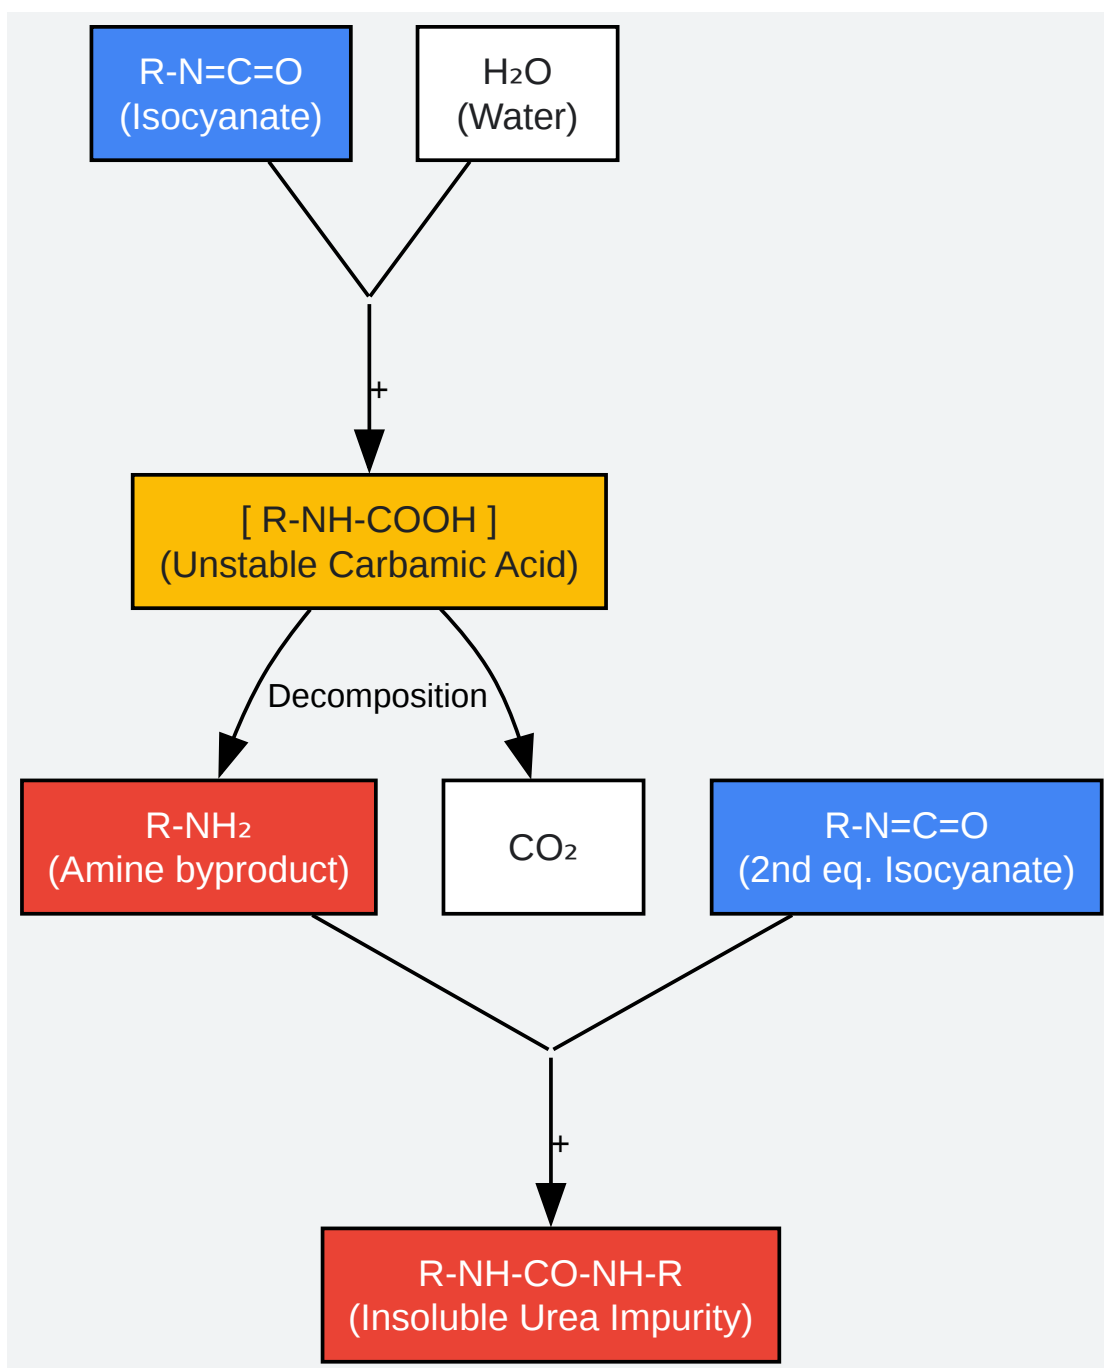 R-N=C=O
(Isocyanate)
H₂O
(Water)
+
[ R-NH-COOH ]
(Unstable Carbamic Acid)
Decomposition
R-NH₂
(Amine byproduct)
CO₂
R-N=C=O
(2nd eq. Isocyanate)
+
R-NH-CO-NH-R
(Insoluble Urea Impurity)